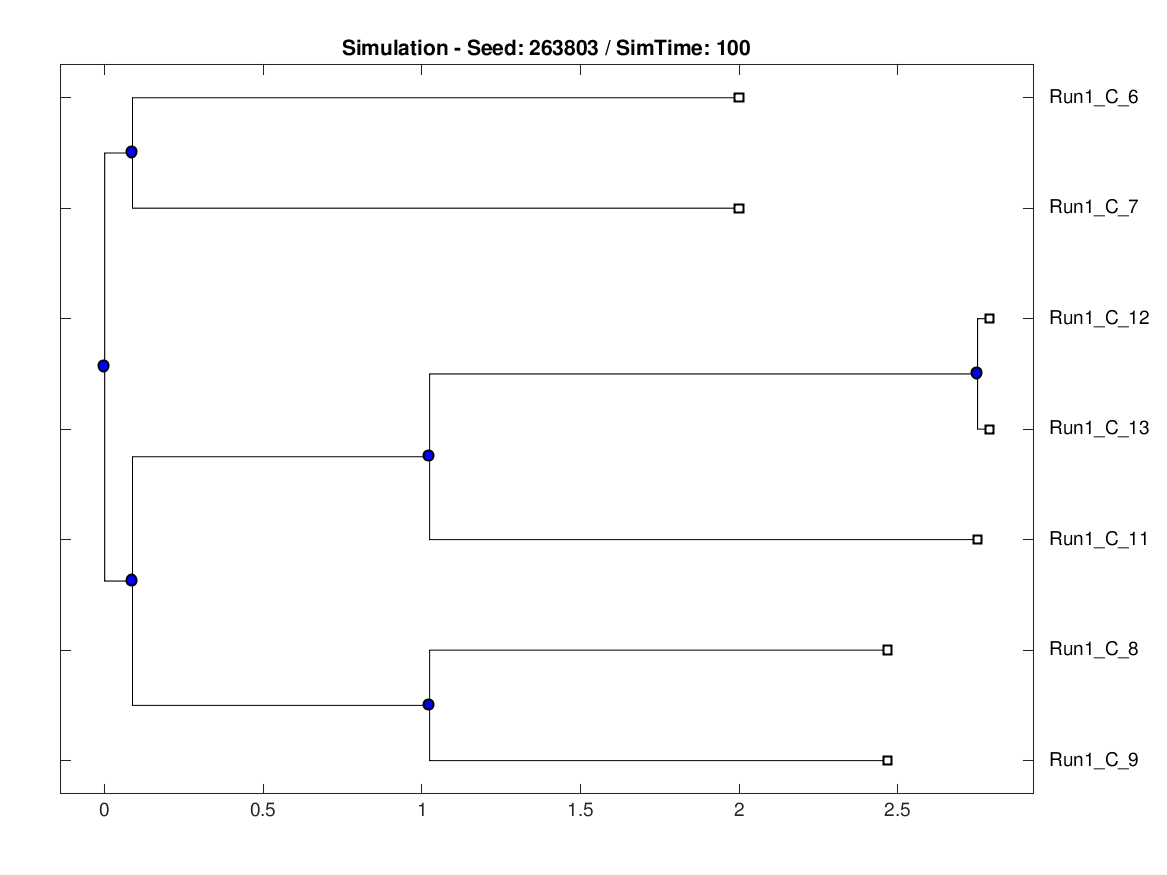 Simulation - Seed: 263803 / SimTime: 100
Run1_C_6
Run1_C_7
Run1_C_12
Run1_C_13
Run1_C_11
Run1_C_8
Run1_C_9
0 0.5 1 1.5 2 2.5